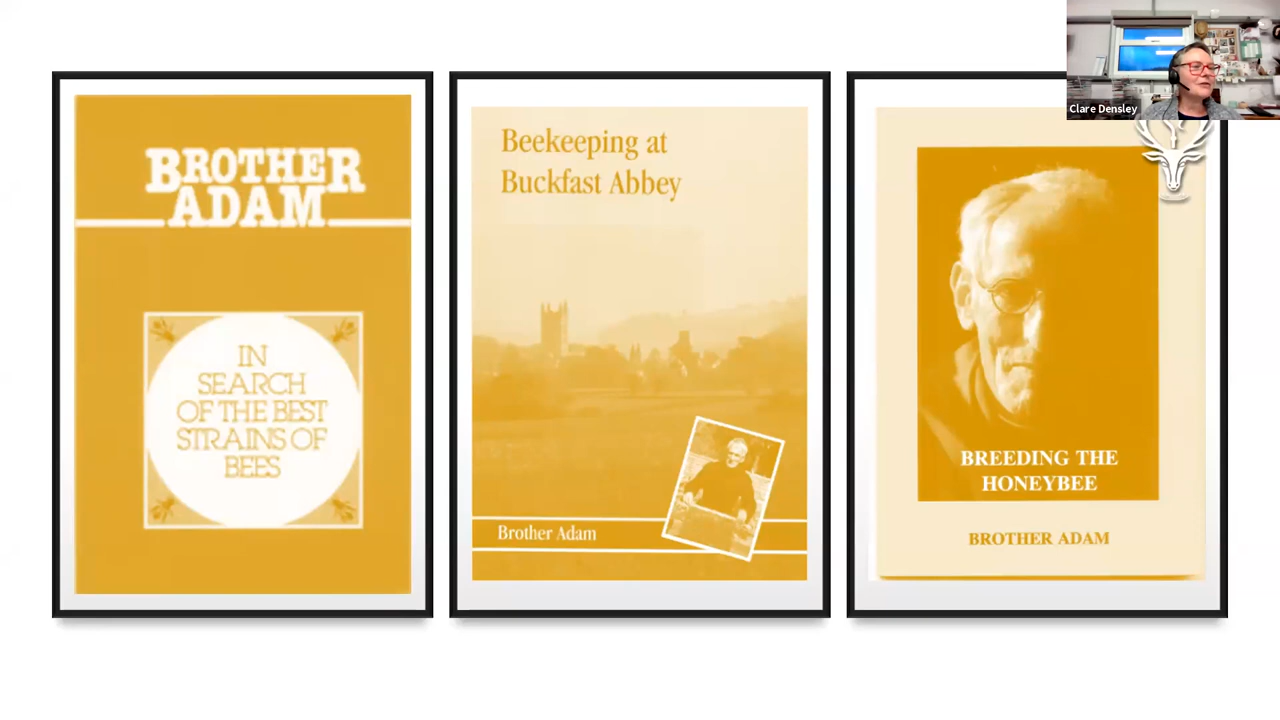 BROTHER
ADAM
IN
SEARCH
OF THE BEST
STRAINS OF
BEES
Beekeeping at
Buckfast Abbey
Brother Adam
BREEDING THE
HONEYBEE
BROTHER ADAM
Clare Densley